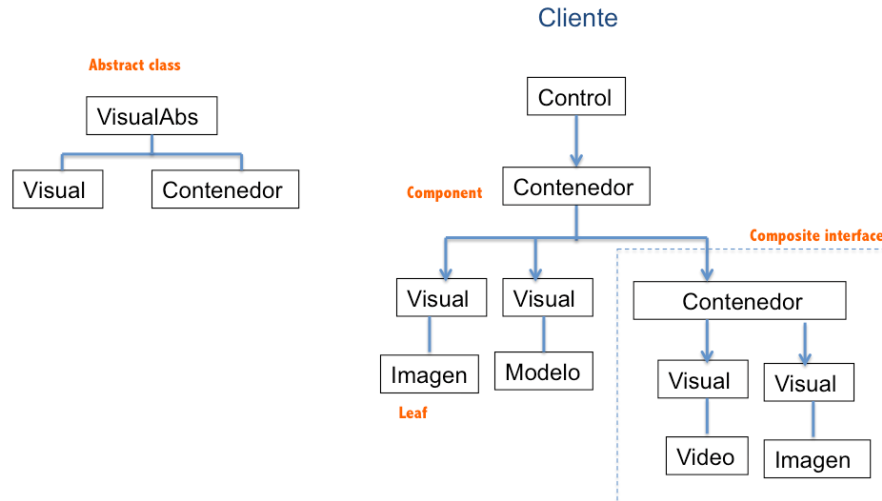 Cliente
Abstract class
VisualAbs
Visual
Contenedor
Control
Component
Contenedor
Composite interface
Visual
Visual
Contenedor
Imagen
Modelo
Leaf
Visual
Visual
Video
Imagen